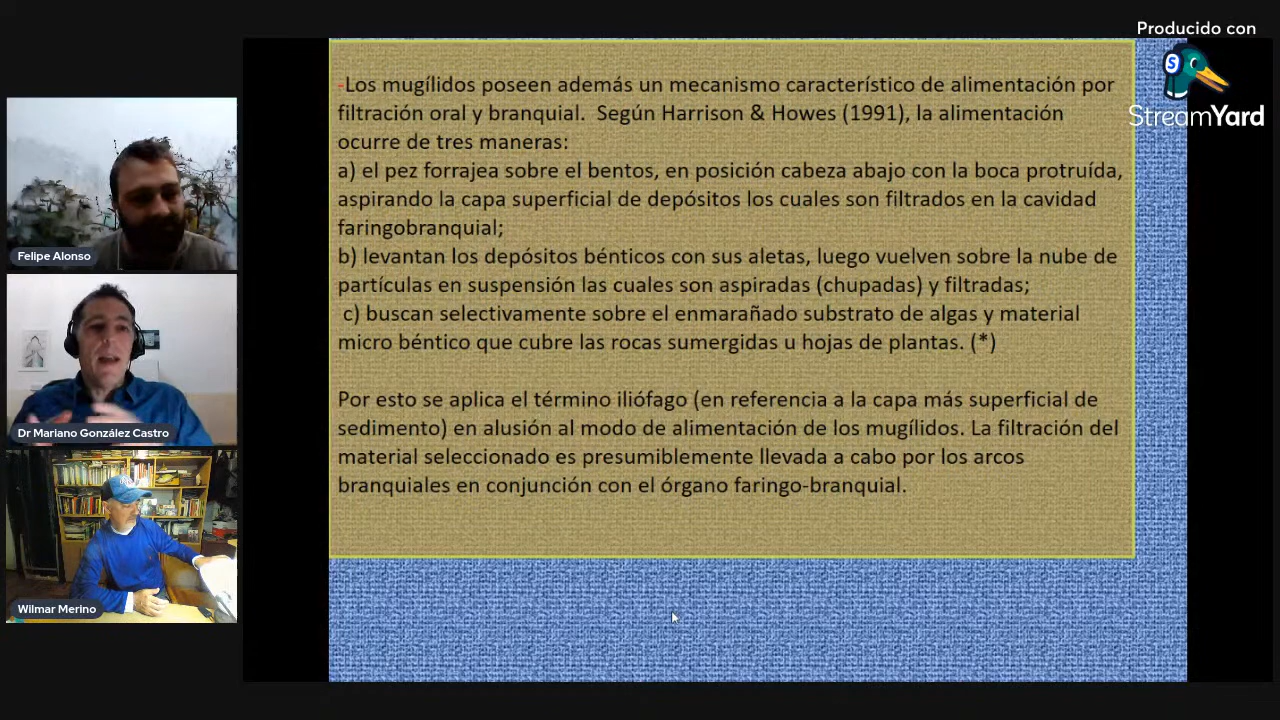 Producido con
StreamYard
-Los mugílidos poseen además un mecanismo característico de alimentación por
filtración oral y branquial.  Según Harrison & Howes (1991), la alimentación
ocurre de tres maneras:
a) el pez forrajea sobre el bentos, en posición cabeza abajo con la boca protruída,
aspirando la capa superficial de depósitos los cuales son filtrados en la cavidad
faringobranquial;
b) levantan los depósitos bénticos con sus aletas, luego vuelven sobre la nube de
partículas en suspensión las cuales son aspiradas (chupadas) y filtradas;
c) buscan selectivamente sobre el enmarañado substrato de algas y material
micro béntico que cubre las rocas sumergidas u hojas de plantas. (*)
Por esto se aplica el término iliófago (en referencia a la capa más superficial de
sedimento) en alusión al modo de alimentación de los mugílidos. La filtración del
material seleccionado es presumiblemente llevada a cabo por los arcos
branquiales en conjunción con el órgano faringo-branquial.
Felipe Alonso
Dr Mariano González Castro
Wilmar Merino